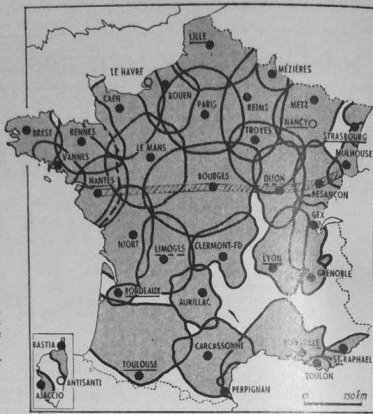 LILLE
MÉZIÈRES
LE HAVRE
ROUEN
CAEN
PARIS
REIMS
METZ
NANCY
TROYES
STRASBOURG
BREST
RENNES
LE MANS
MULHOUSE
VANNES
NANTES
BOURGES
DIJON
BESANÇON
GEX
NIORT
LIMOGES
CLERMONT-FD
LYON
GRENOBLE
BORDEAUX
AURILLAC
BASTIA
CARCASSONNE
ST-RAPHAEL
TOULON
ANTISANTI
TOULOUSE
AJACCIO
PERPIGNAN
0 150 km